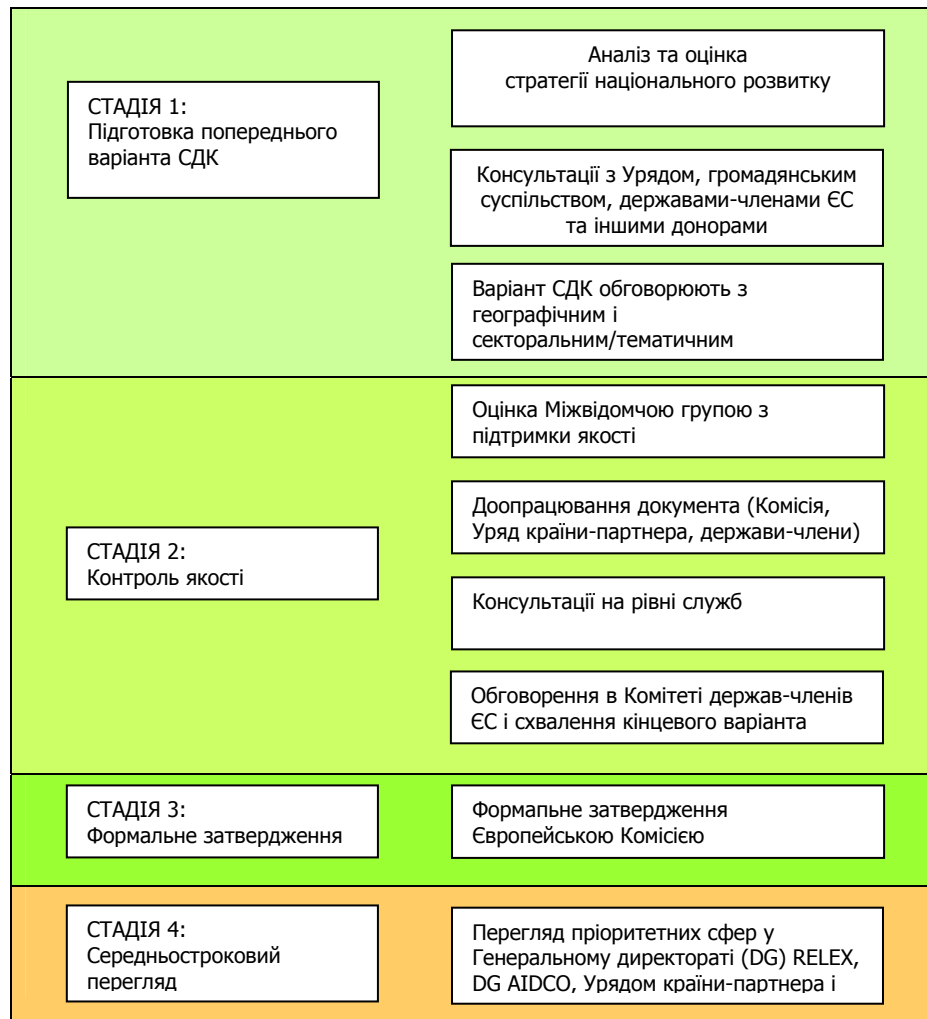 СТАДІЯ 1:
Підготовка попереднього
варіанта СДК
Аналіз та оцінка
стратегії національного розвитку
Консультації з Урядом, громадянським
суспільством, державами-членами ЄС
та іншими донорами
Варіант СДК обговорюють з
географічним і
секторальним/тематичним
СТАДІЯ 2:
Контроль якості
Оцінка Міжвідомчою групою з
підтримки якості
Доопрацювання документа (Комісія,
Уряд країни-партнера, держави-члени)
Консультації на рівні служб
Обговорення в Комітеті держав-членів
ЄС і схвалення кінцевого варіанта
СТАДІЯ 3:
Формальне затвердження
Формапьне затвердження
Європейською Комісією
СТАДІЯ 4:
Середньостроковий
перегляд
Перегляд пріоритетних сфер у
Генеральному директораті (DG) RELEX,
DG AIDCO, Урядом країни-партнера і